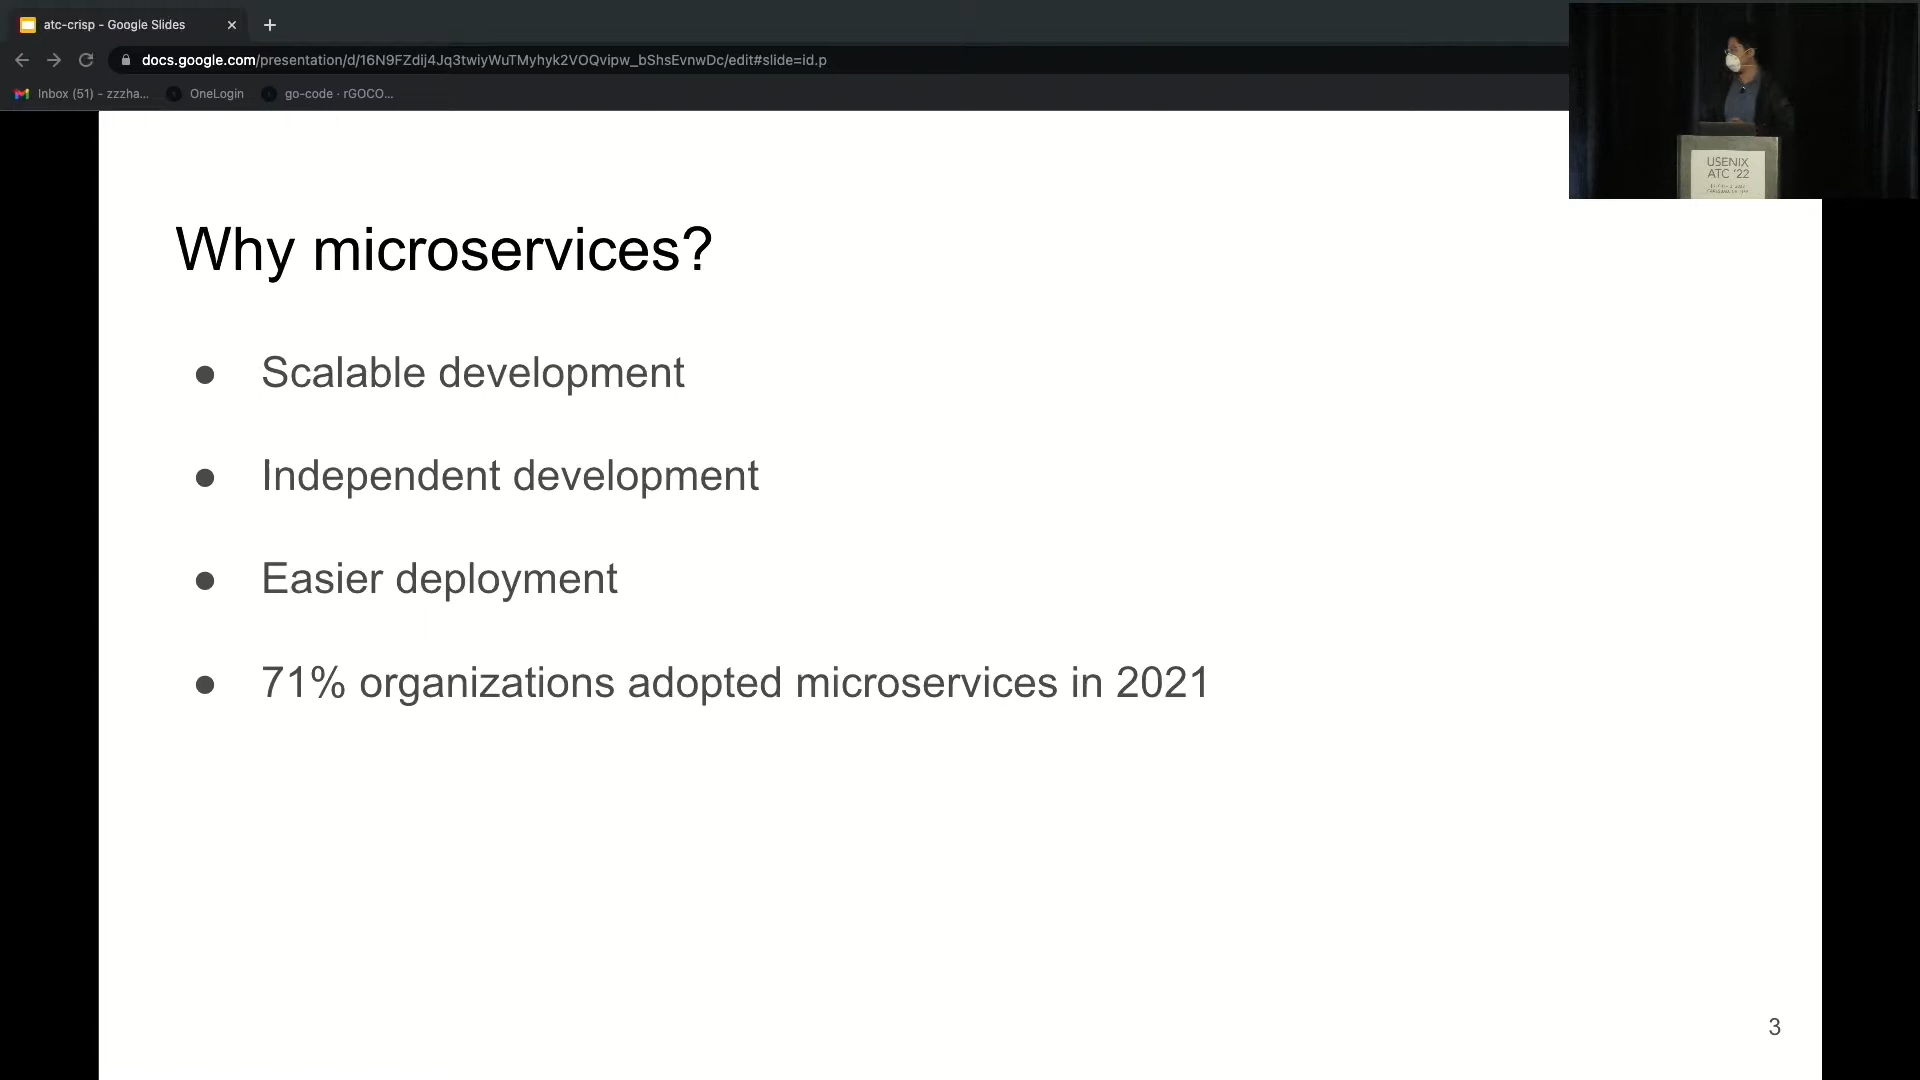 atc-crisp - Google Slides
docs.google.com/presentation/d/16N9FZdij4Jq3twiyWuTMyhyk2VOQvipw_bShsEvnwDc/edit#slide=id.p
Inbox (51) - zzzha...
OneLogin
go-code · rGOCO...
USENIX
ATC '22
Why microservices?
● Scalable development
● Independent development
● Easier deployment
● 71% organizations adopted microservices in 2021
3